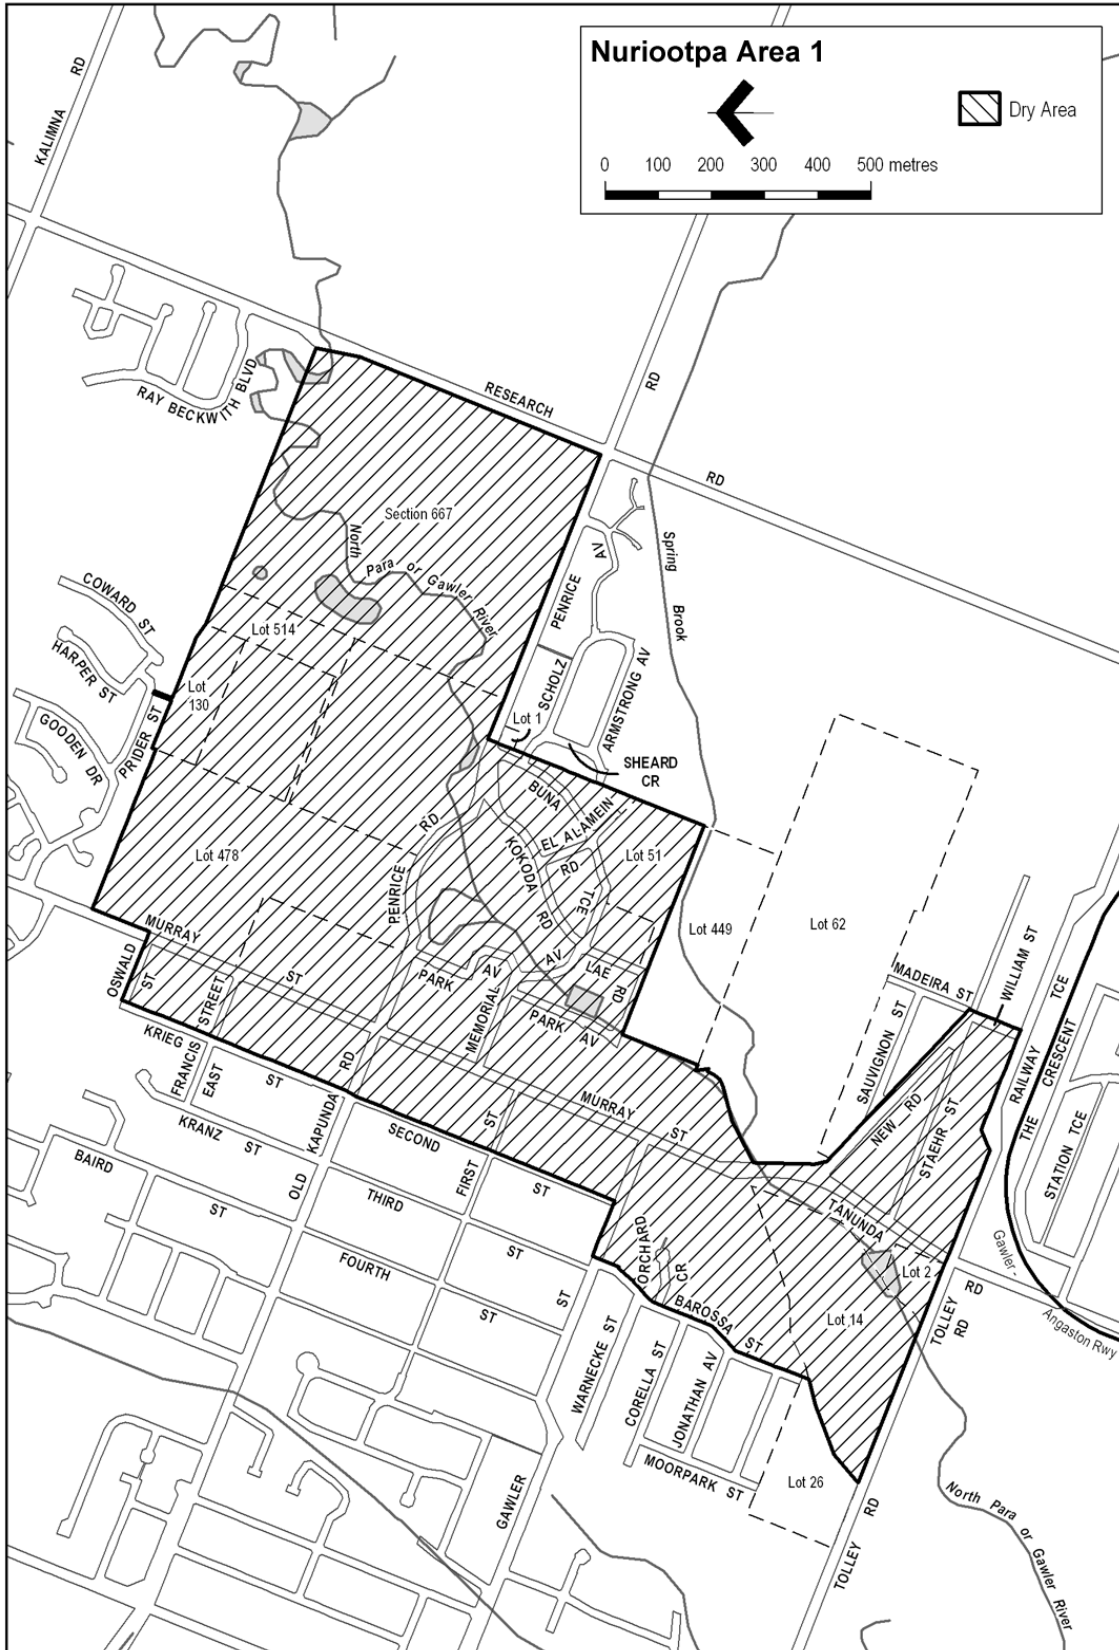 Nuriootpa Area 1
Dry Area
0 100 200 300 400 500 metres
KALIMNA RD
RAY BECKWITH BLVD
RESEARCH
RD
RD
Section 667
North Para or Gawler River
Spring Brook
PENRICE AV
COWARD ST
HARPER ST
GOODEN DR
PRIDER ST
Lot 514
Lot 130
Lot 1
SCHOLZ
ARMSTRONG AV
SHEARD CR
BUNA
EL ALAMEIN
RD
KOKODA RD
TCE
Lot 51
Lot 478
PENRICE RD
Lot 449
Lot 62
MURRAY ST
OSWALD ST
PARK AV
AV
MEMORIAL
LAE RD
PARK AV
MADEIRA ST
WILLIAM ST
RAILWAY TCE
THE CRESCENT
STATION TCE
SAUVIGNON ST
NEW RD
STAEHR ST
KRIEG ST
FRANCIS STREET
EAST
KRANZ ST
OLD KAPUNDA RD
SECOND ST
FIRST ST
MURRAY ST
BAIRD ST
THIRD ST
FOURTH ST
ORCHARD CR
TANUNDA RD
Lot 2
Gawler - Angaston Rwy
BAROSSA ST
Lot 14
TOLLEY RD
WARNECKE ST
CORELLA ST
JONATHAN AV
MOORPARK ST
Lot 26
GAWLER ST
TOLLEY RD
North Para or Gawler River